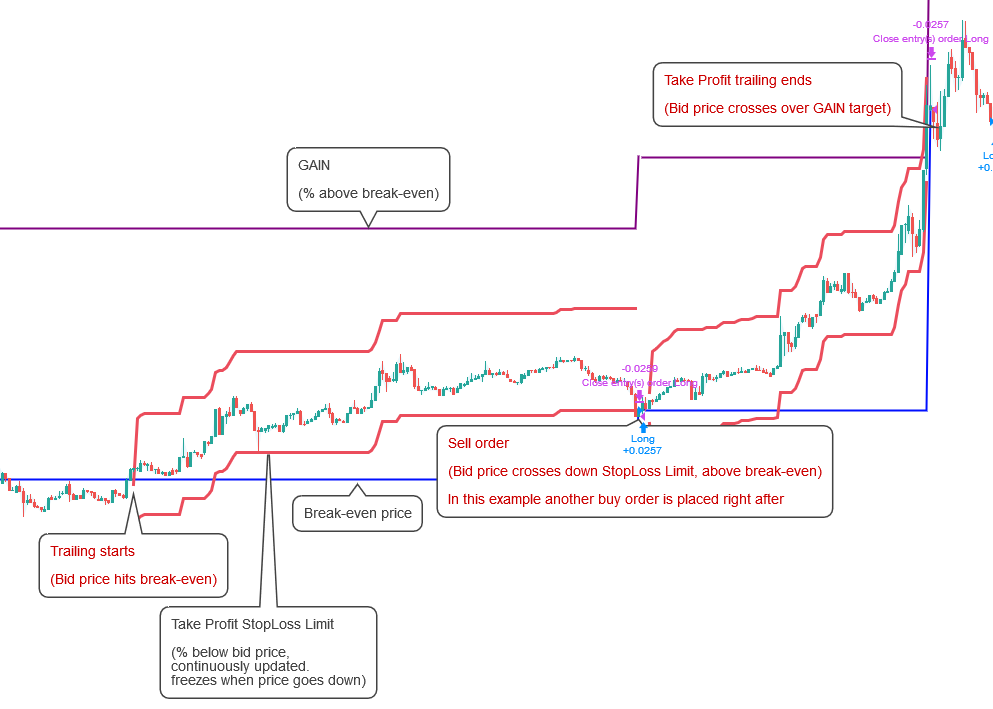 -0.0257
Close entry(s) order Long
Take Profit trailing ends
(Bid price crosses over GAIN target)
GAIN
(% above break-even)
Lo
+0.
-0.0259
Close entry(s) order Long
Long
+0.0257
Sell order
(Bid price crosses down StopLoss Limit, above break-even)
In this example another buy order is placed right after
Break-even price
Trailing starts
(Bid price hits break-even)
Take Profit StopLoss Limit
(% below bid price,
continuously updated.
freezes when price goes down)